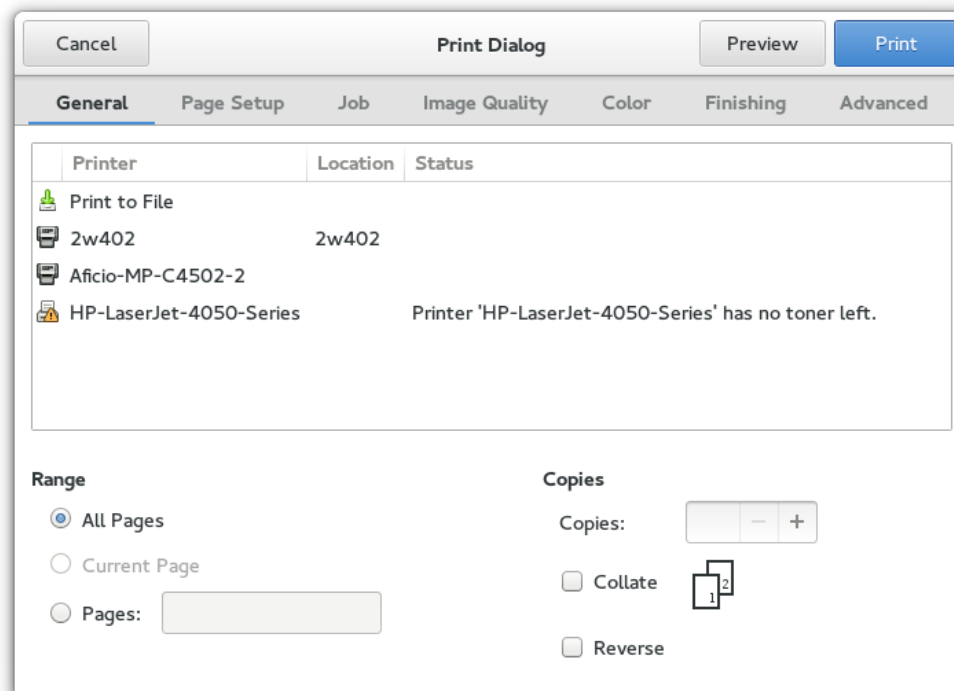 Cancel Print Dialog Preview Print
General Page Setup Job Image Quality Color Finishing Advanced
Printer Location Status
Print to File
2w402 2w402
Aficio-MP-C4502-2
HP-LaserJet-4050-Series Printer 'HP-LaserJet-4050-Series' has no toner left.
Range Copies
All Pages Copies: − +
Current Page Collate 1 2
Pages: Reverse